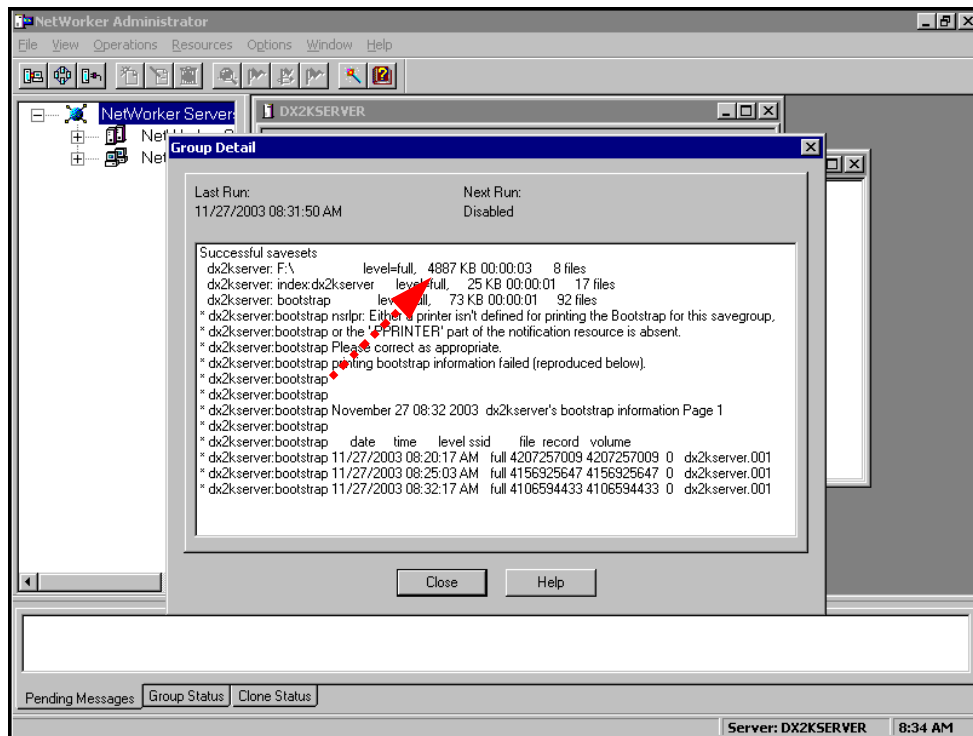 NetWorker Administrator
File View Operations Resources Options Window Help
NetWorker Servers
DX2KSERVER
Group Detail
Last Run:
Next Run:
11/27/2003 08:31:50 AM
Disabled
Successful savesets
dx2kserver: F:\ level=full, 4887 KB 00:00:03 8 files
dx2kserver: index:dx2kserver level=full, 25 KB 00:00:01 17 files
dx2kserver: bootstrap level=full, 73 KB 00:00:01 92 files
* dx2kserver:bootstrap nsrlpr: Either a printer isn't defined for printing the Bootstrap for this savegroup,
* dx2kserver:bootstrap or the ' PPRINTER' part of the notification resource is absent.
* dx2kserver:bootstrap Please correct as appropriate.
* dx2kserver:bootstrap printing bootstrap information failed (reproduced below).
* dx2kserver:bootstrap
* dx2kserver:bootstrap
* dx2kserver:bootstrap November 27 08:32 2003 dx2kserver's bootstrap information Page 1
* dx2kserver:bootstrap
* dx2kserver:bootstrap date time level ssid file record volume
* dx2kserver:bootstrap 11/27/2003 08:20:17 AM full 4207257009 4207257009 0 dx2kserver.001
* dx2kserver:bootstrap 11/27/2003 08:25:03 AM full 4156925647 4156925647 0 dx2kserver.001
* dx2kserver:bootstrap 11/27/2003 08:32:17 AM full 4106594433 4106594433 0 dx2kserver.001
Close
Help
Pending Messages
Group Status
Clone Status
Server: DX2KSERVER
8:34 AM